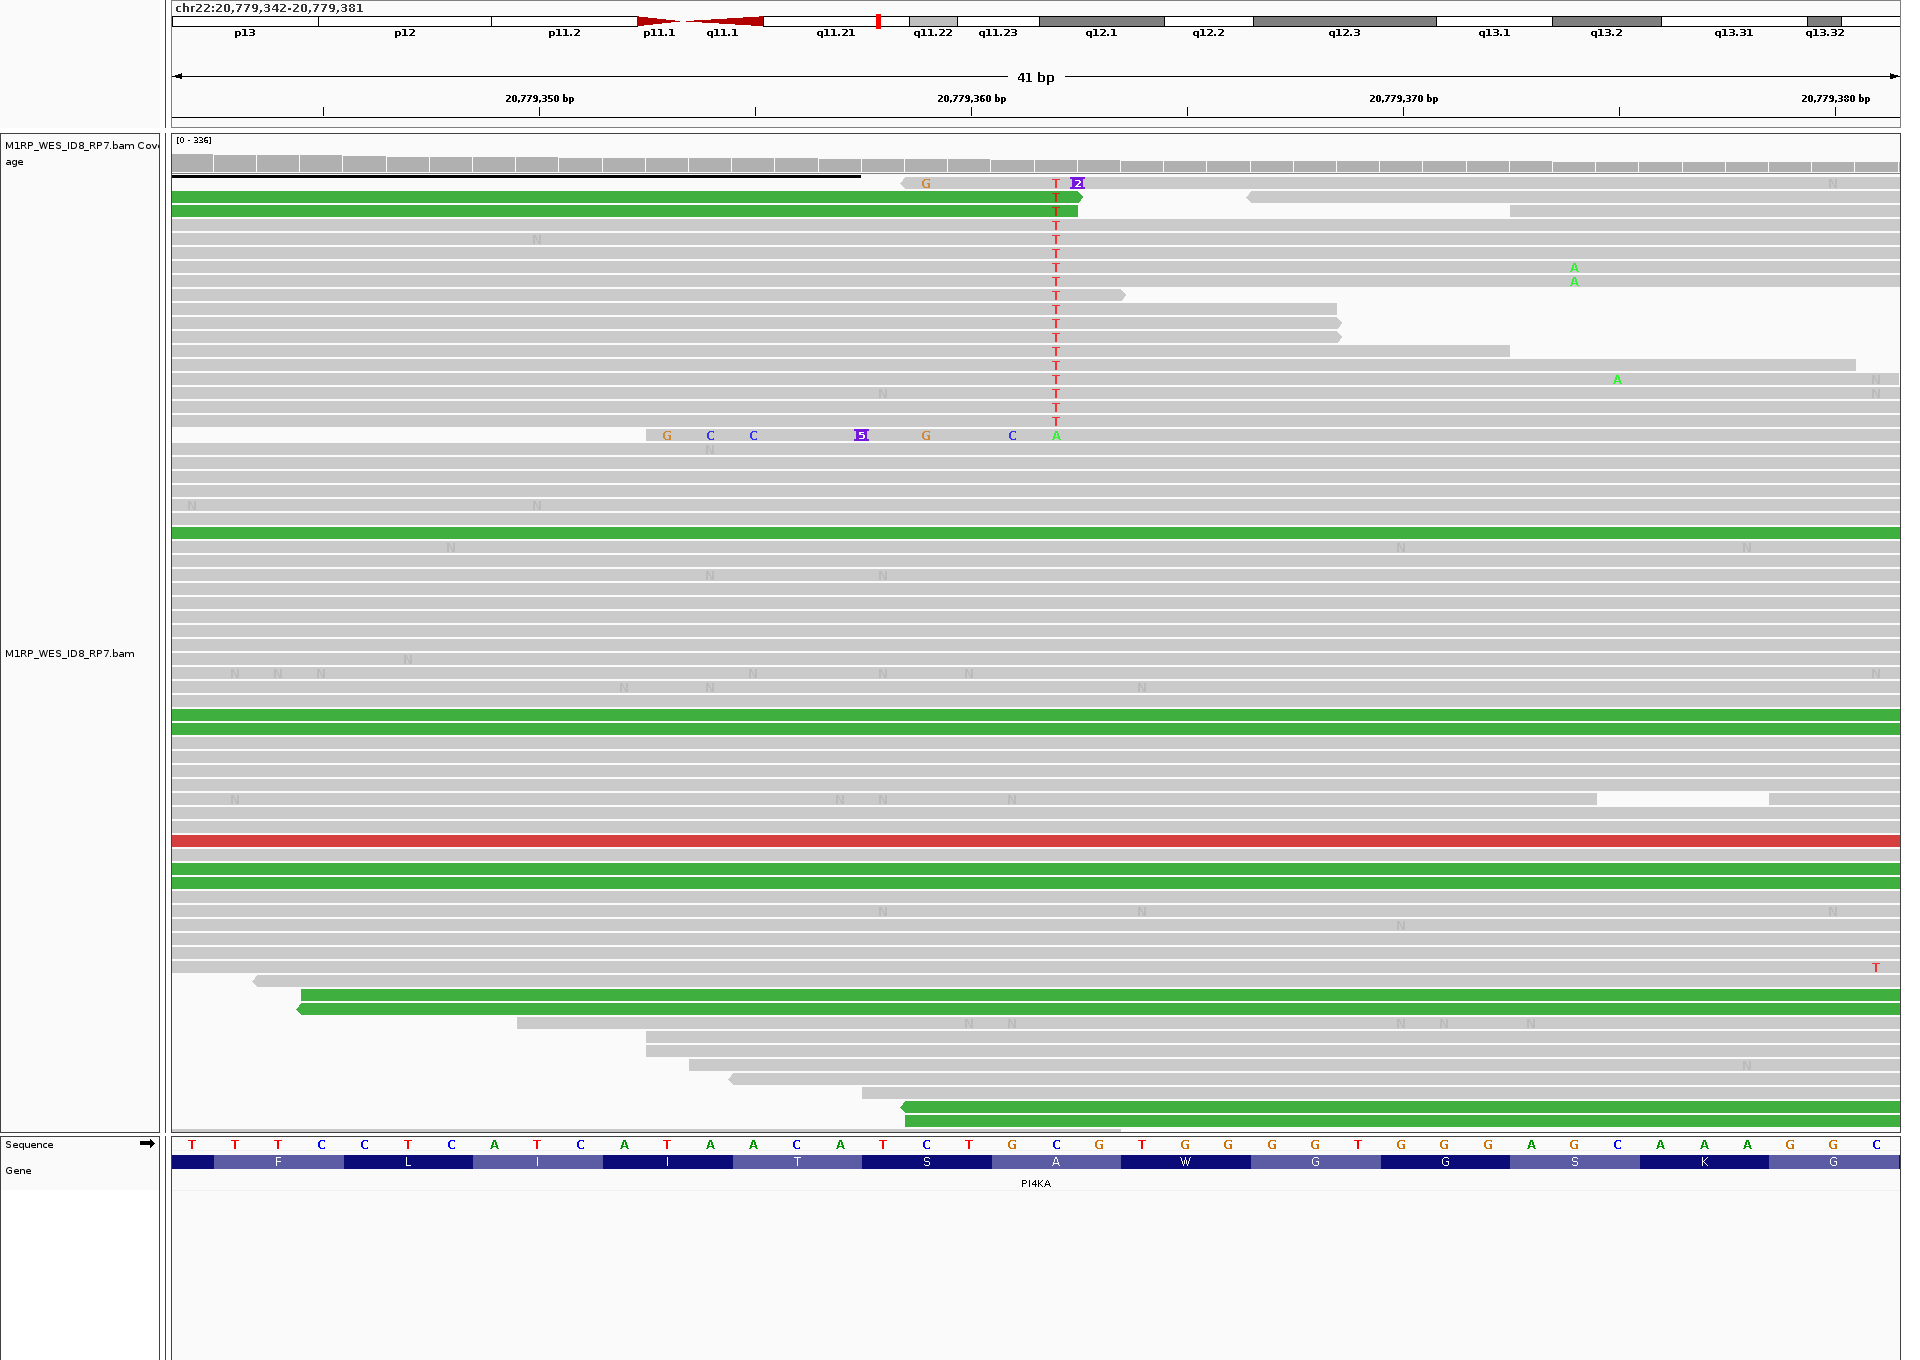 chr22:20,779,342-20,779,381
p13 p12 p11.2 p11.1 q11.1 q11.21 q11.22 q11.23 q12.1 q12.2 q12.3 q13.1 q13.2 q13.31 q13.32
41 bp
20,779,350 bp 20,779,360 bp 20,779,370 bp 20,779,380 bp
[0 - 336]
M1RP_WES_ID8_RP7.bam Cov
age
G T 2 N
T
T
T
N T
T
T A
T A
T
T
T
T
T
T
T A N
N T N
T
T
G C C 5 G C A
N
N N
N N N
N N
M1RP_WES_ID8_RP7.bam
N
N N N N N N N
N N N
N N N N
N N N
N
T
N N N N N
N
Sequence T T T C C T C A T C A T A A C A T C T G C G T G G G G T G G G A G C A A A G G C
Gene F L I I T S A W G G S K G
PI4KA